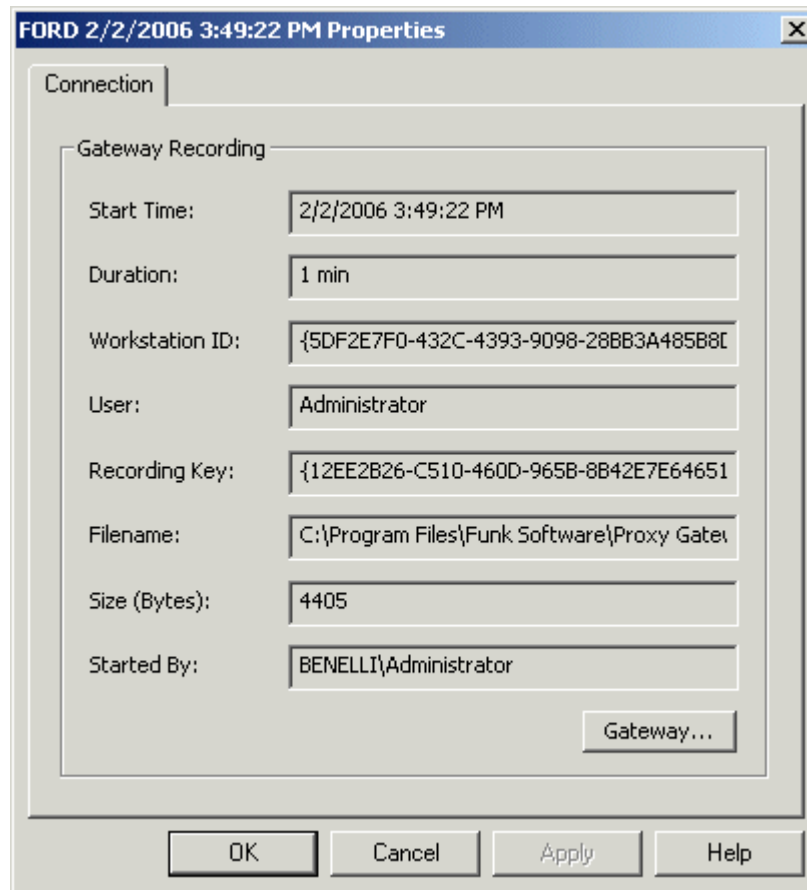 FORD 2/2/2006 3:49:22 PM Properties
Connection
Gateway Recording
Start Time: 2/2/2006 3:49:22 PM
Duration: 1 min
Workstation ID: {5DF2E7F0-432C-4393-9098-28BB3A485B8D
User: Administrator
Recording Key: {12EE2B26-C510-460D-965B-8B42E7E64651
Filename: C:\Program Files\Funk Software\Proxy Gatew
Size (Bytes): 4405
Started By: BENELLI\Administrator
Gateway...
OK Cancel Apply Help